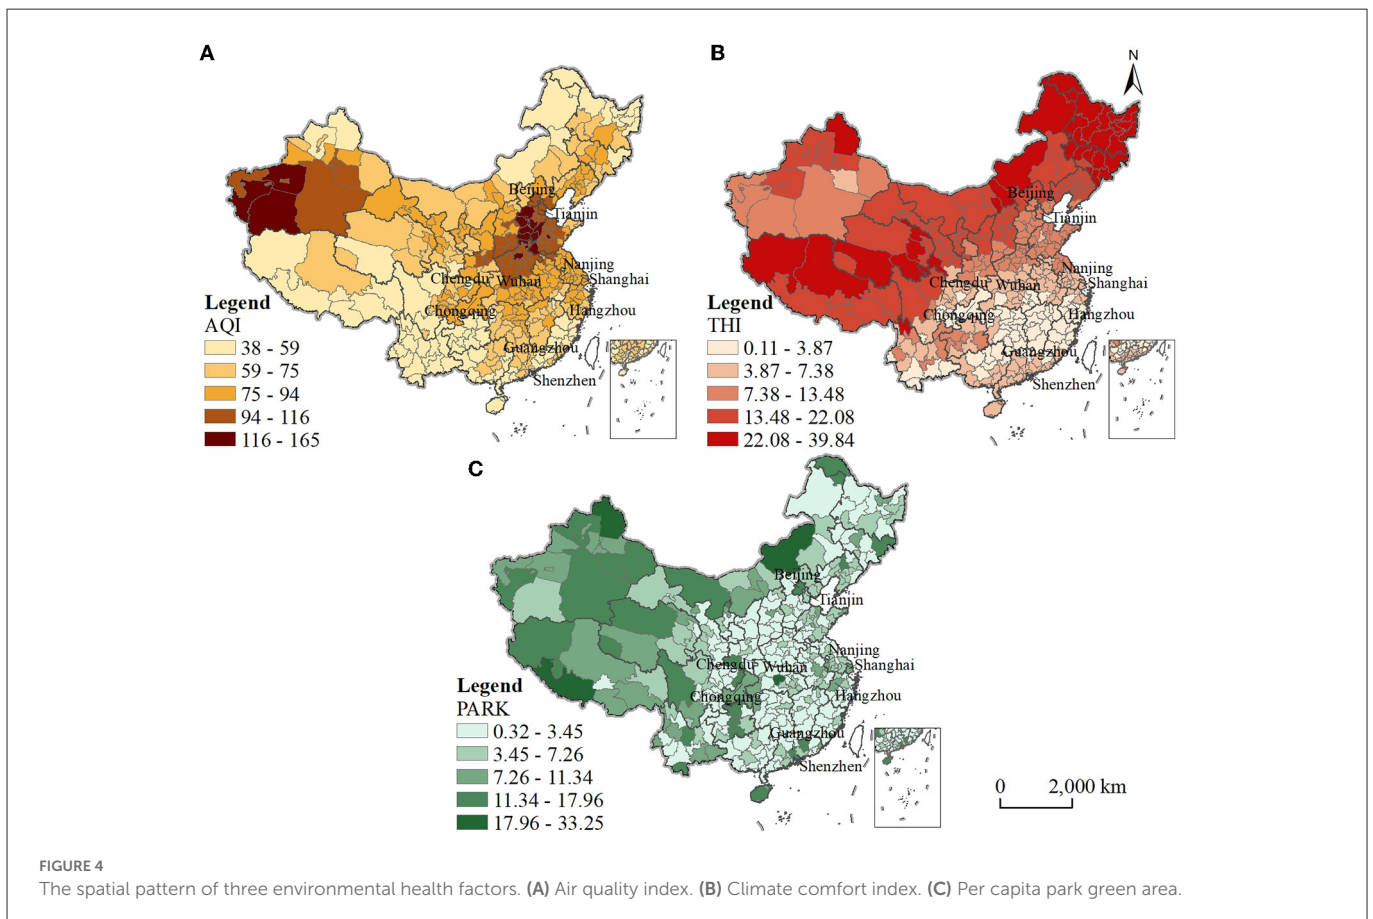 A
B
N
Beijing
Tianjin
Nanjing
Chengdu
Wuhan
Shanghai
Chongqing
Hangzhou
Guangzhou
Shenzhen
Legend
AQI
38 - 59
59 - 75
75 - 94
94 - 116
116 - 165
Beijing
Tianjin
Nanjing
Chengdu
Wuhan
Shanghai
Chongqing
Hangzhou
Guangzhou
Shenzhen
Legend
THI
0.11 - 3.87
3.87 - 7.38
7.38 - 13.48
13.48 - 22.08
22.08 - 39.84
C
Beijing
Tianjin
Nanjing
Chengdu
Wuhan
Shanghai
Chongqing
Hangzhou
Guangzhou
Shenzhen
Legend
PARK
0.32 - 3.45
3.45 - 7.26
7.26 - 11.34
11.34 - 17.96
17.96 - 33.25
0 2,000 km
FIGURE 4
The spatial pattern of three environmental health factors. (A) Air quality index. (B) Climate comfort index. (C) Per capita park green area.